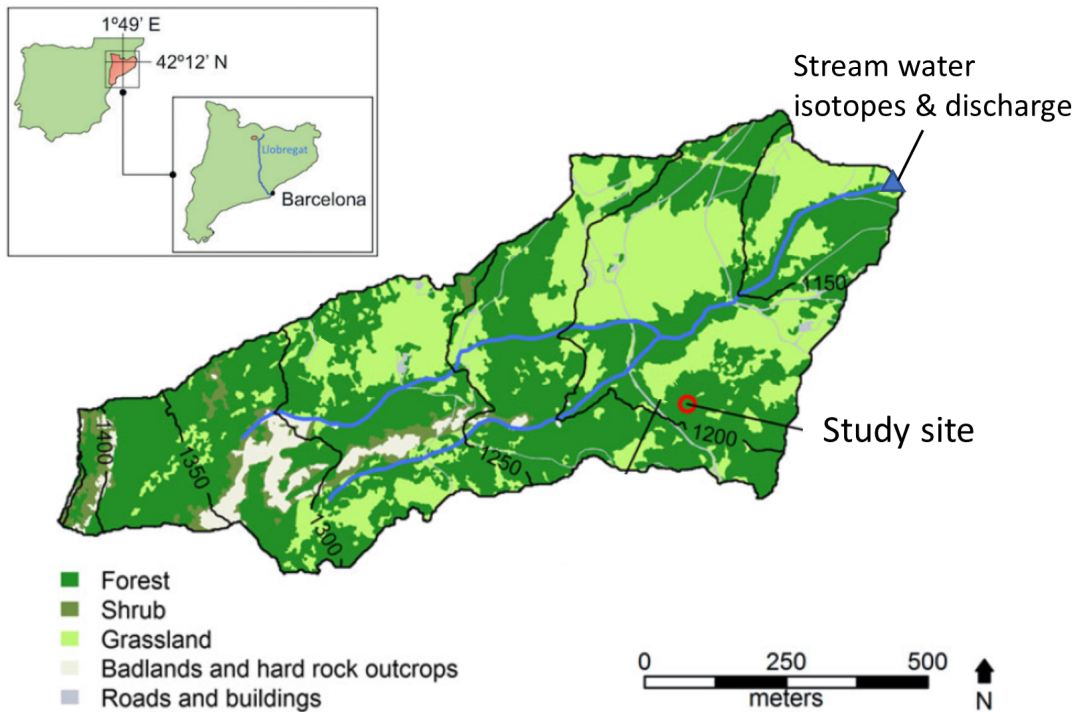 1º49' E
42º12' N
Llobregat
Barcelona
Stream water
isotopes & discharge
1150
Study site
1200
1250
1300
1350
1400
Forest
Shrub
Grassland
Badlands and hard rock outcrops
Roads and buildings
0 250 500
meters
N